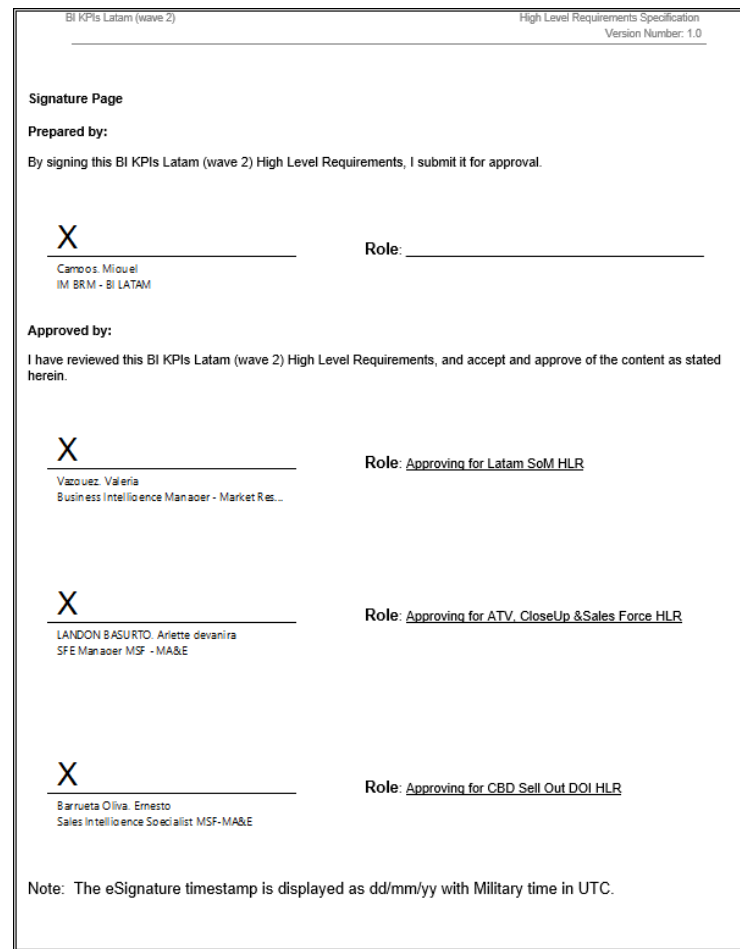 BI KPIs Latam (wave 2) High Level Requirements Specification
Version Number: 1.0
Signature Page
Prepared by:
By signing this BI KPIs Latam (wave 2) High Level Requirements, I submit it for approval.
X
Role:
Campos, Miguel
IM BRM - BI LATAM
Approved by:
I have reviewed this BI KPIs Latam (wave 2) High Level Requirements, and accept and approve of the content as stated
herein.
X
Role: Approving for Latam SoM HLR
Vazquez, Valeria
Business Intelligence Manager - Market Res...
X
Role: Approving for ATV, CloseUp &Sales Force HLR
LANDON BASURTO, Arlette devanira
SFE Manager MSF - MA&E
X
Role: Approving for CBD Sell Out DOI HLR
Barrueta Oliva, Ernesto
Sales Intelligence Specialist MSF-MA&E
Note: The eSignature timestamp is displayed as dd/mm/yy with Military time in UTC.